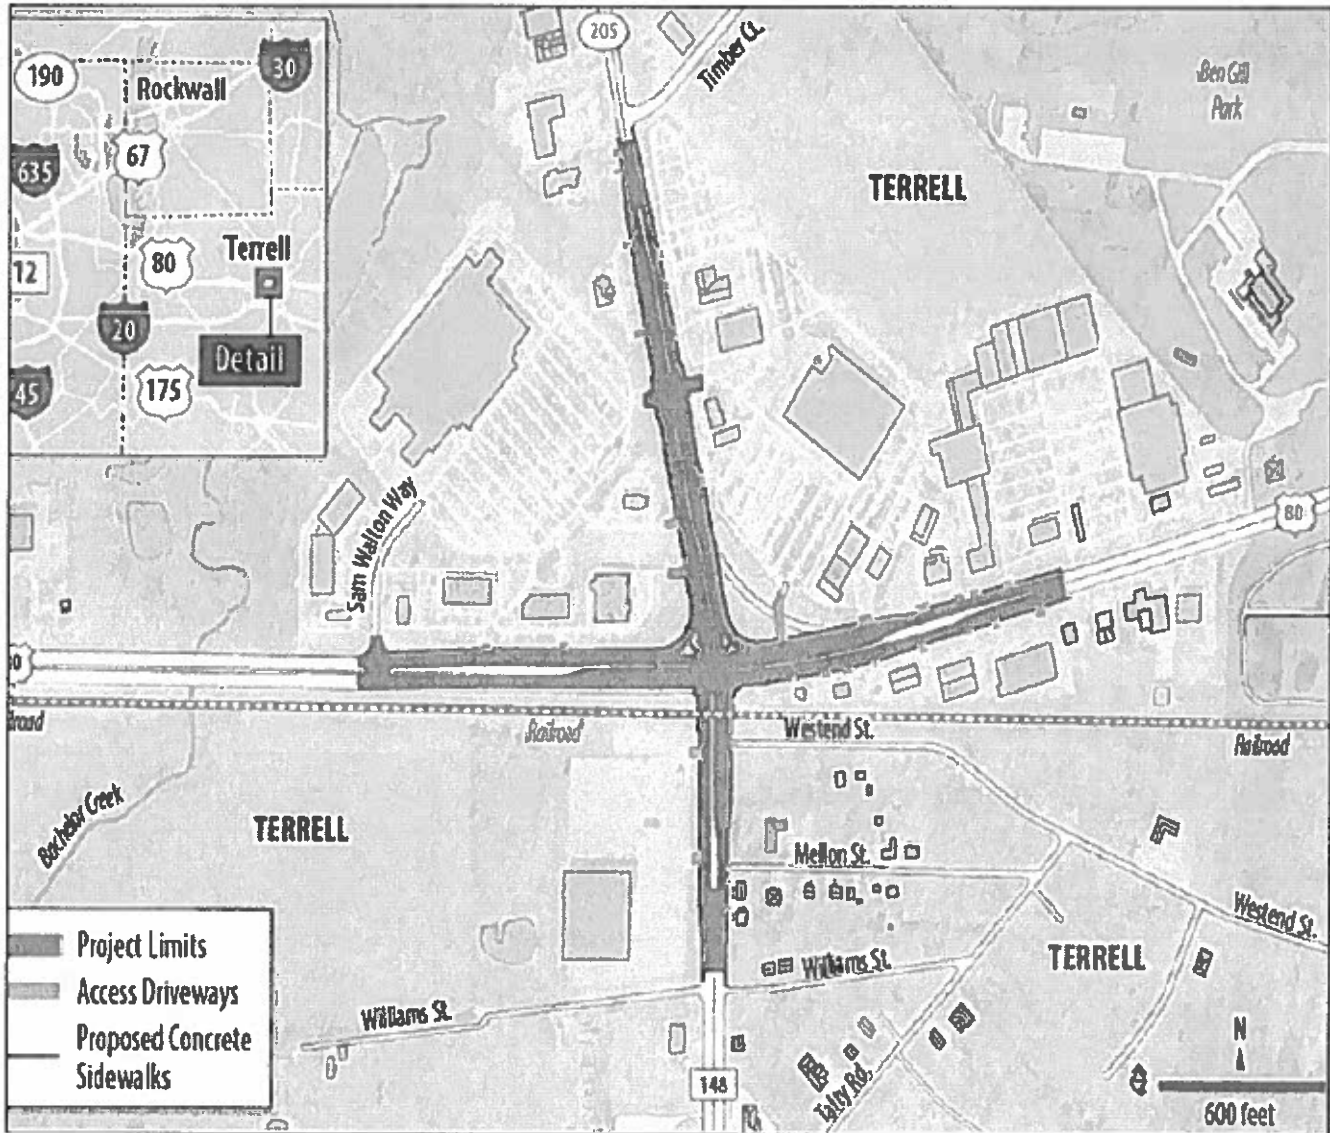 205
Timber Ct.
190
Rockwall
30
Ben Gill
Park
67
635
TERRELL
Terrell
80
12
20
Detail
45
175
Sam Walton Way
80
Westend St.
Railroad
Railroad
Bachelor Creek
TERRELL
Mellon St.
Westend St.
Project Limits
TERRELL
Williams St.
Access Driveways
Williams St.
Proposed Concrete
Sidewalks
N
148
Talty Rd.
600 feet